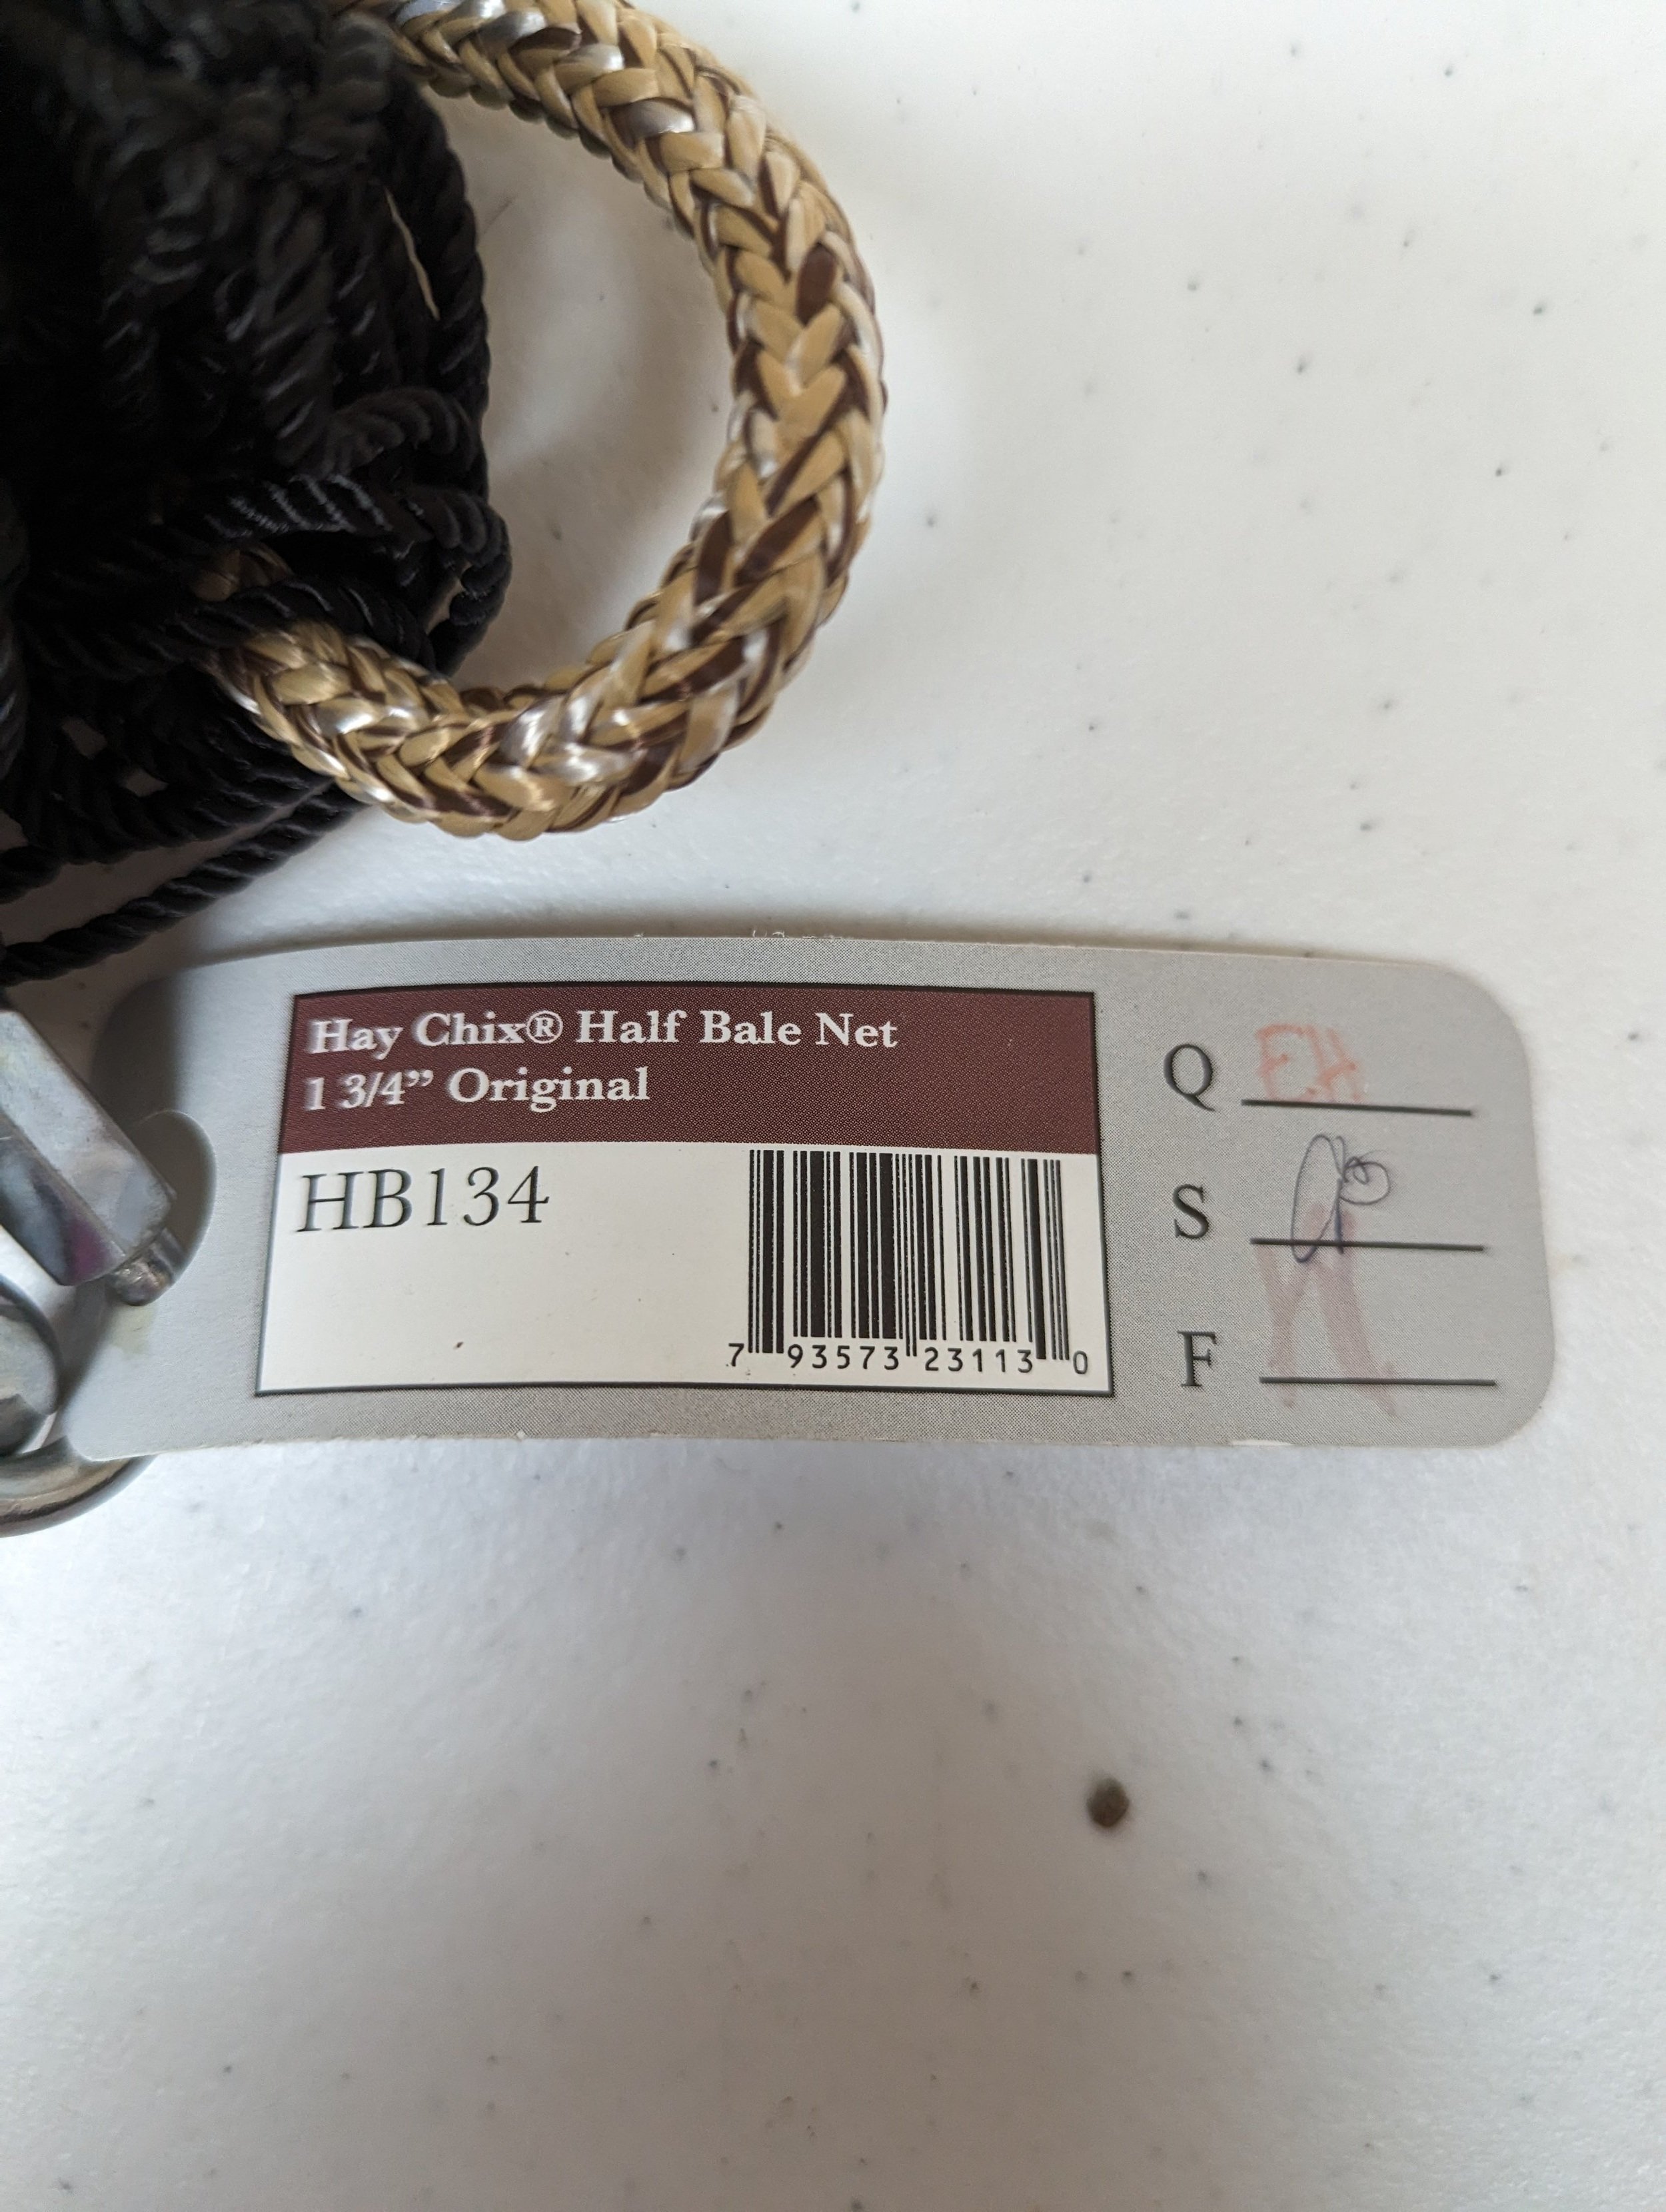 Hay Chix® Half Bale Net
1 3/4” Original
HB134
7 93573 23113 0
Q
S
F